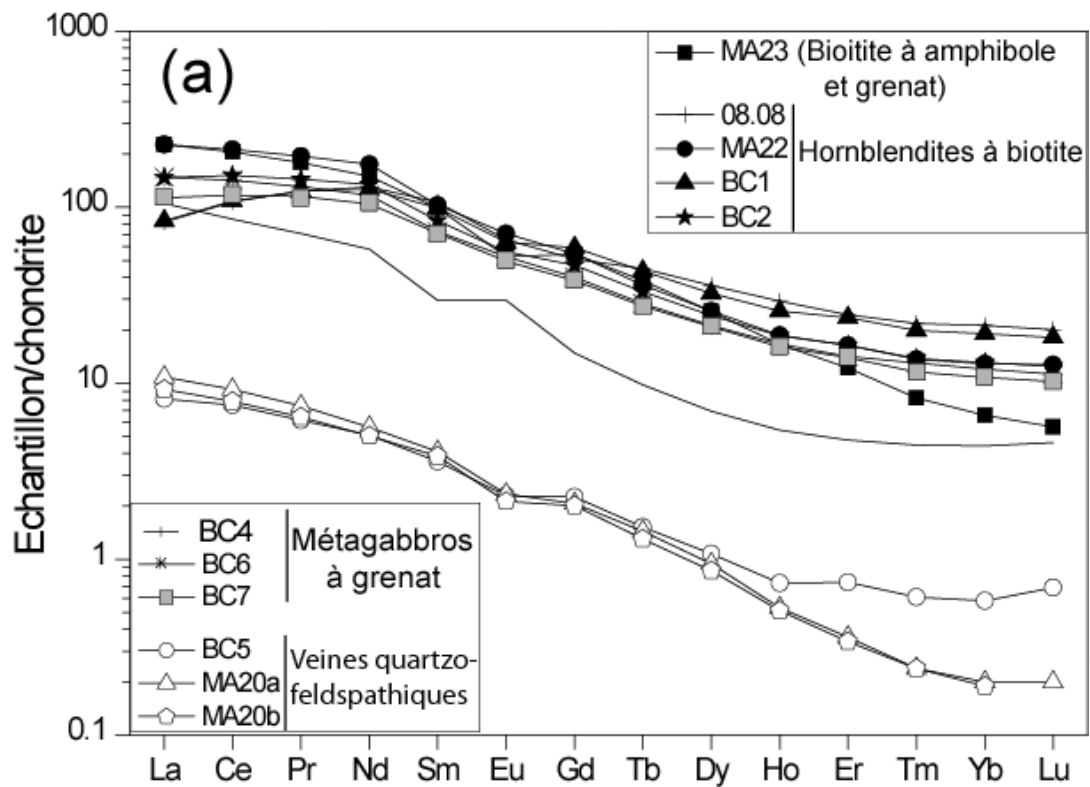 1000
100
10
1
0.1
Echantillon/chondrite
(a)
MA23 (Bioitite à amphibole
et grenat)
08.08
MA22
BC1
BC2
Hornblendites à biotite
BC4
BC6
BC7
Métagabbros
à grenat
BC5
MA20a
MA20b
Veines quartzo-
feldspathiques
La Ce Pr Nd Sm Eu Gd Tb Dy Ho Er Tm Yb Lu